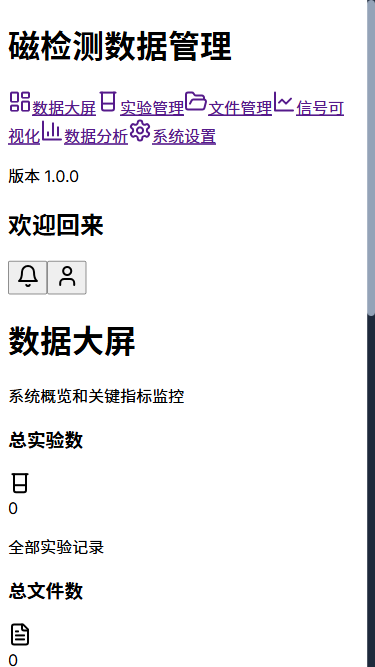 磁检测数据管理
数据大屏实验管理文件管理信号可
视化数据分析系统设置
版本 1.0.0
欢迎回来
数据大屏
系统概览和关键指标监控
总实验数
0
全部实验记录
总文件数
0